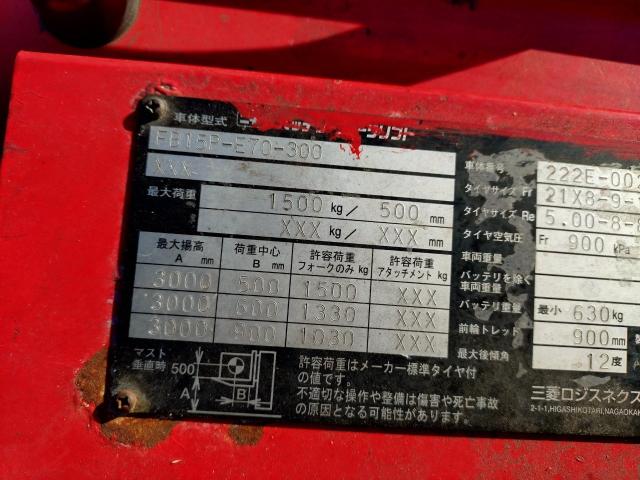 車体型式
FB15P-E70-300
XXX
最大荷重 1500 kg／ 500 mm
XXX kg／ XXX mm
最大揚高 A mm 荷重中心 B mm 許容荷重 フォークのみ kg 許容荷重 アタッチメント kg
3000 500 1500 XXX
3000 600 1330 XXX
3000 800 1030 XXX
マスト垂直時 500 A B
許容荷重はメーカー標準タイヤ付
の値です。
不適切な操作や整備は傷害や死亡事故
の原因となる可能性があります。
車体番号 222E-00
タイヤサイズ Fr 21X8-9-
タイヤサイズ Re 5.00-8-
タイヤ空気圧 Fr 900 kPa
車両重量
バッテリを除く
車両重量
バッテリ重量 最小 630kg
前輪トレッド 900mm
最大後傾角 12度
三菱ロジスネクス
2-1-1,HIGASHIKOTARI,NAGAOKAK